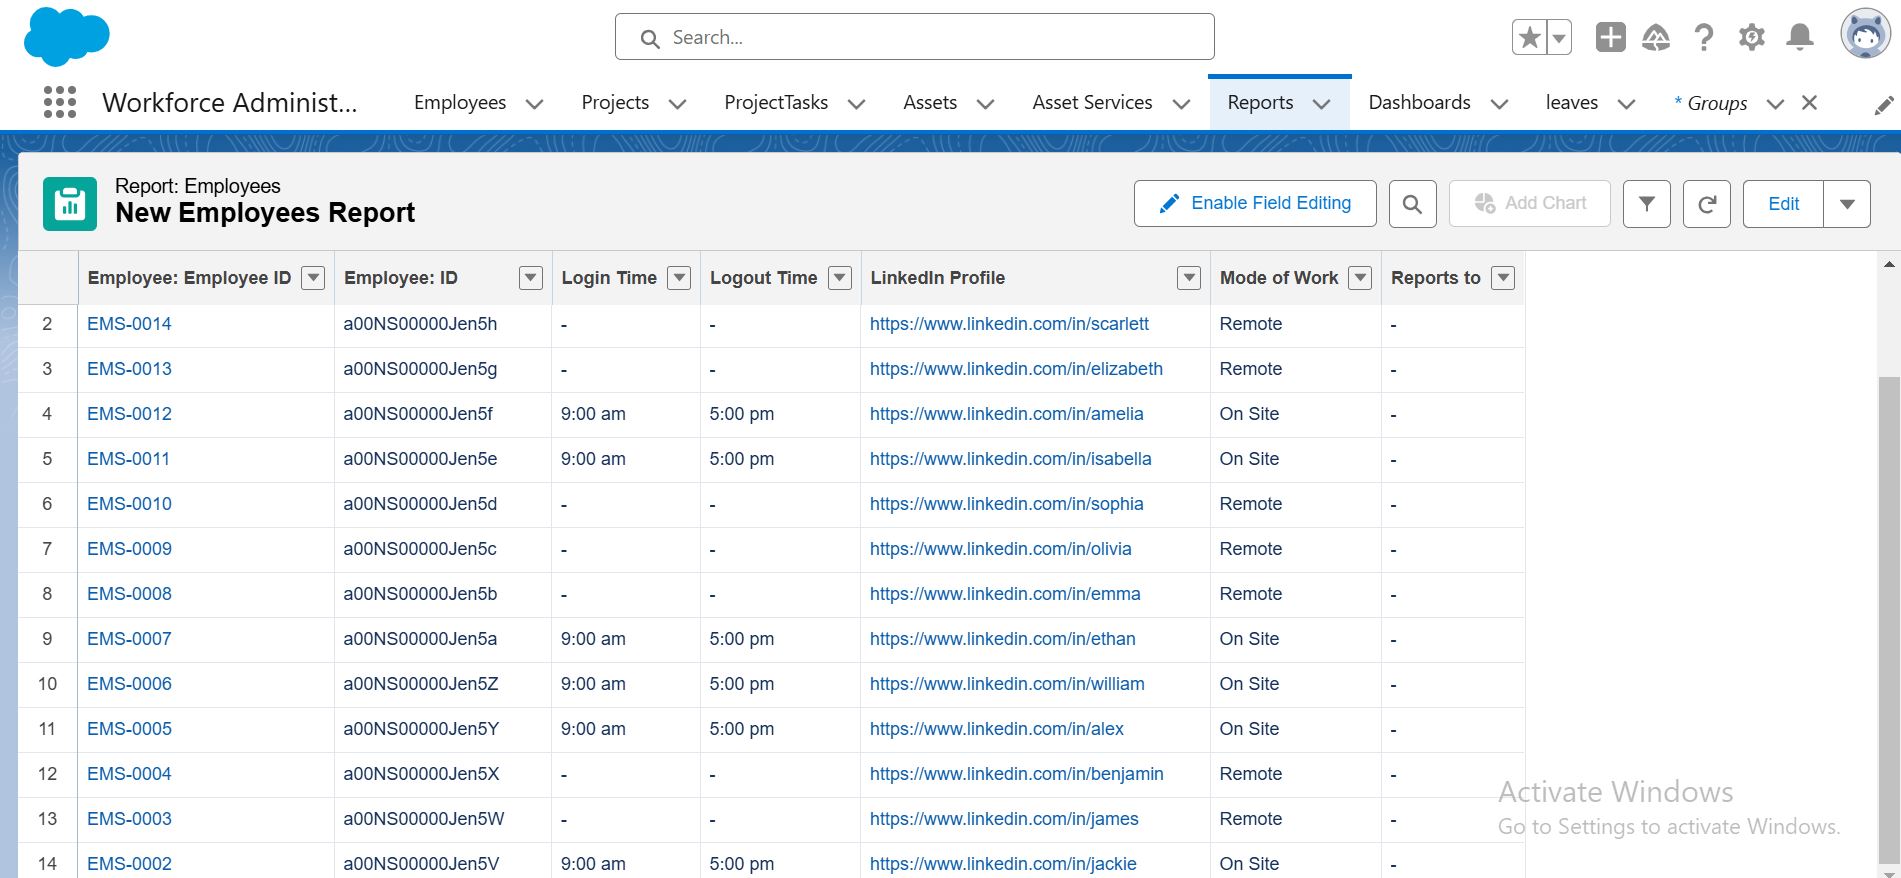 Search...
Workforce Administ... Employees Projects ProjectTasks Assets Asset Services Reports Dashboards leaves * Groups
Report: Employees
New Employees Report
Enable Field Editing Add Chart Edit
Employee: Employee ID Employee: ID Login Time Logout Time LinkedIn Profile Mode of Work Reports to
2 EMS-0014 a00NS00000Jen5h - - https://www.linkedin.com/in/scarlett Remote -
3 EMS-0013 a00NS00000Jen5g - - https://www.linkedin.com/in/elizabeth Remote -
4 EMS-0012 a00NS00000Jen5f 9:00 am 5:00 pm https://www.linkedin.com/in/amelia On Site -
5 EMS-0011 a00NS00000Jen5e 9:00 am 5:00 pm https://www.linkedin.com/in/isabella On Site -
6 EMS-0010 a00NS00000Jen5d - - https://www.linkedin.com/in/sophia Remote -
7 EMS-0009 a00NS00000Jen5c - - https://www.linkedin.com/in/olivia Remote -
8 EMS-0008 a00NS00000Jen5b - - https://www.linkedin.com/in/emma Remote -
9 EMS-0007 a00NS00000Jen5a 9:00 am 5:00 pm https://www.linkedin.com/in/ethan On Site -
10 EMS-0006 a00NS00000Jen5Z 9:00 am 5:00 pm https://www.linkedin.com/in/william On Site -
11 EMS-0005 a00NS00000Jen5Y 9:00 am 5:00 pm https://www.linkedin.com/in/alex On Site -
12 EMS-0004 a00NS00000Jen5X - - https://www.linkedin.com/in/benjamin Remote -
13 EMS-0003 a00NS00000Jen5W - - https://www.linkedin.com/in/james Remote -
14 EMS-0002 a00NS00000Jen5V 9:00 am 5:00 pm https://www.linkedin.com/in/jackie On Site -
Activate Windows
Go to Settings to activate Windows.